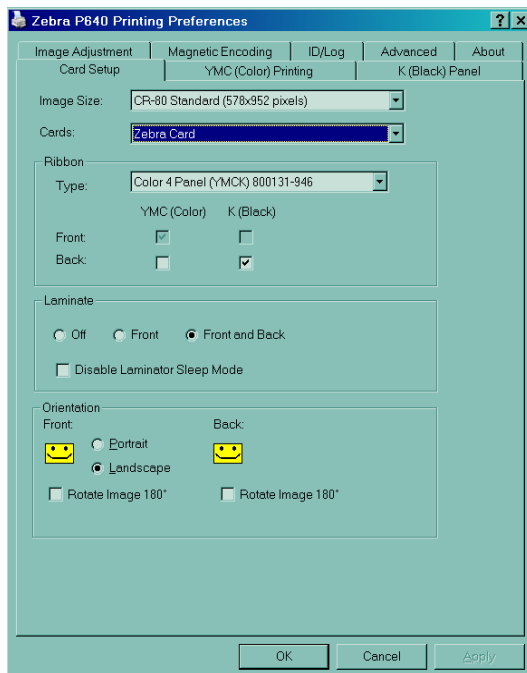 Zebra P640 Printing Preferences
Image Adjustment Magnetic Encoding ID/Log Advanced About
Card Setup YMC (Color) Printing K (Black) Panel
Image Size: CR-80 Standard (578x952 pixels)
Cards: Zebra Card
Ribbon
Type: Color 4 Panel (YMCK) 800131-946
YMC (Color) K (Black)
Front:
Back:
Laminate
Off Front Front and Back
Disable Laminator Sleep Mode
Orientation
Front: Back:
Portrait
Landscape
Rotate Image 180° Rotate Image 180°
OK Cancel Apply